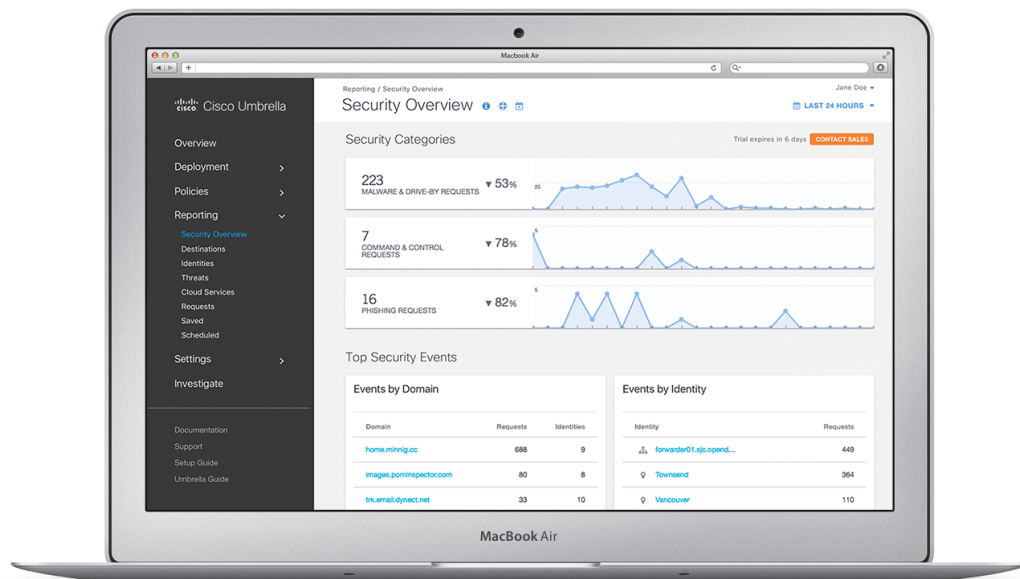 Macbook Air
Reporting / Security Overview
Jane Doe
Security Overview
LAST 24 HOURS
cisco Cisco Umbrella
Overview
Deployment
Policies
Reporting
Security Overview
Destinations
Identities
Threats
Cloud Services
Requests
Saved
Scheduled
Settings
Investigate
Documentation
Support
Setup Guide
Umbrella Guide
Security Categories
Trial expires in 6 days CONTACT SALES
223
MALWARE & DRIVE-BY REQUESTS
53%
25
7
COMMAND & CONTROL
REQUESTS
78%
5
16
PHISHING REQUESTS
82%
5
Top Security Events
Events by Domain
Domain Requests Identities
home.minnig.cc 688 9
images.porninspector.com 80 8
trk.email.dynect.net 33 10
Events by Identity
Identity Requests
forwarder01.sjc.opend... 449
Townsend 364
Vancouver 110
MacBook Air